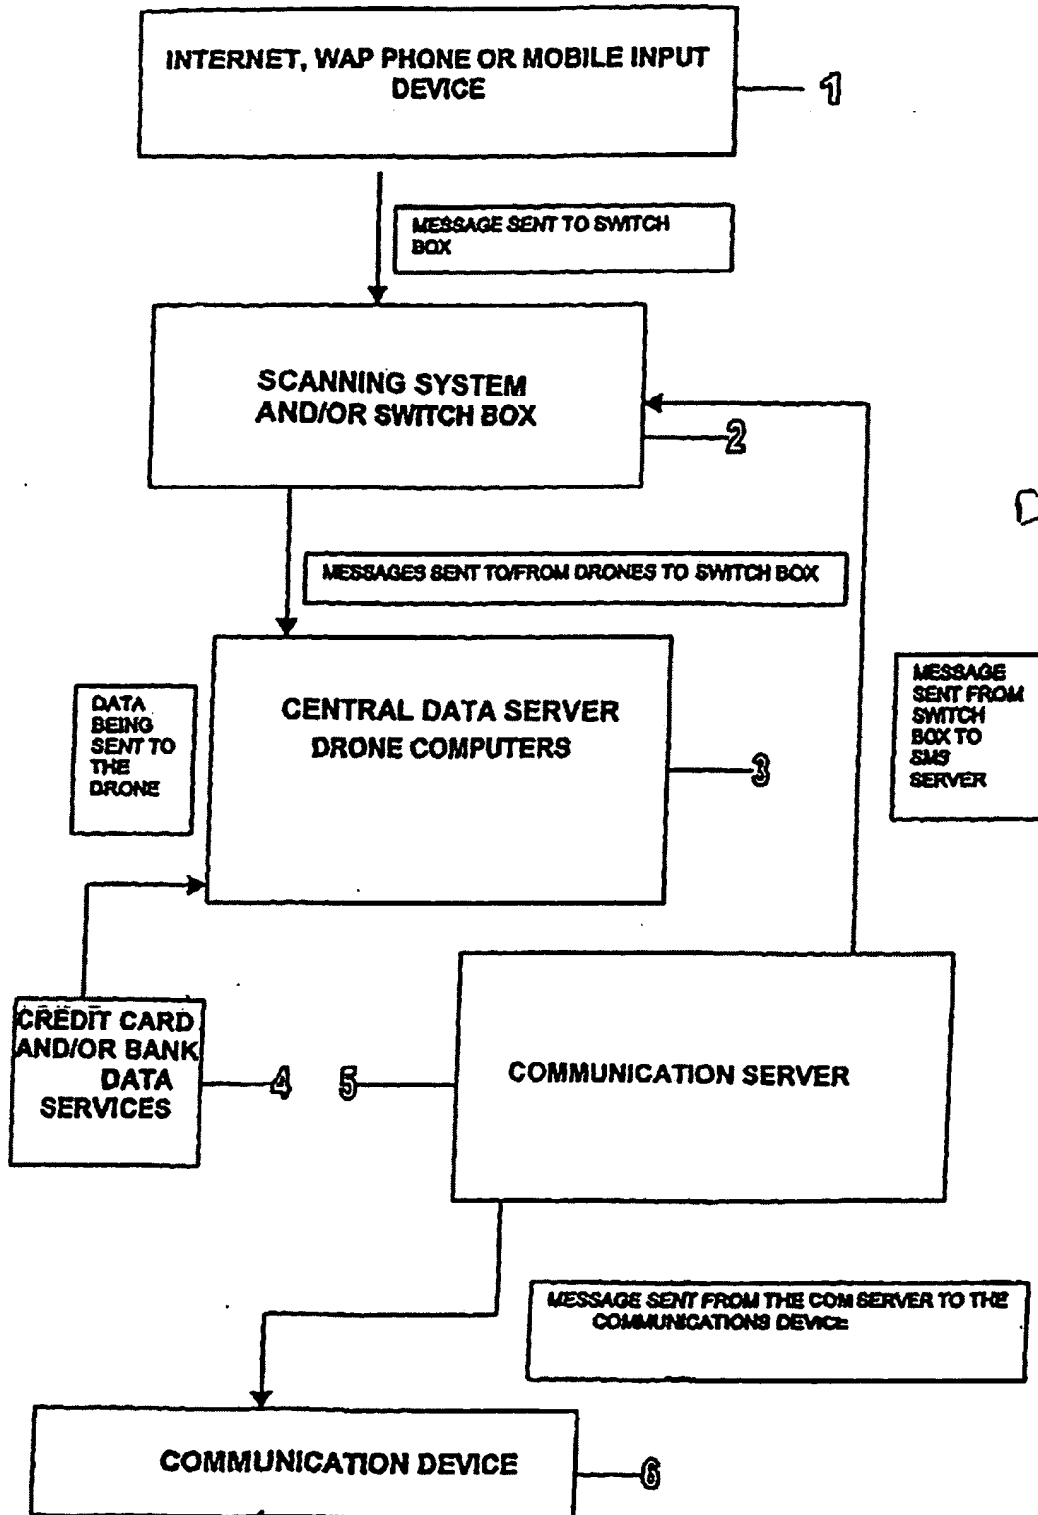 INTERNET, WAP PHONE OR MOBILE INPUT
DEVICE
1
MESSAGE SENT TO SWITCH
BOX
SCANNING SYSTEM
AND/OR SWITCH BOX
2
MESSAGES SENT TO/FROM DRONES TO SWITCH BOX
DATA
BEING
SENT TO
THE
DRONE
CENTRAL DATA SERVER
DRONE COMPUTERS
3
MESSAGE
SENT FROM
SWITCH
BOX TO
SMS
SERVER
CREDIT CARD
AND/OR BANK
DATA
SERVICES
4
5
COMMUNICATION SERVER
MESSAGE SENT FROM THE COM SERVER TO THE
COMMUNICATIONS DEVICE
COMMUNICATION DEVICE
6